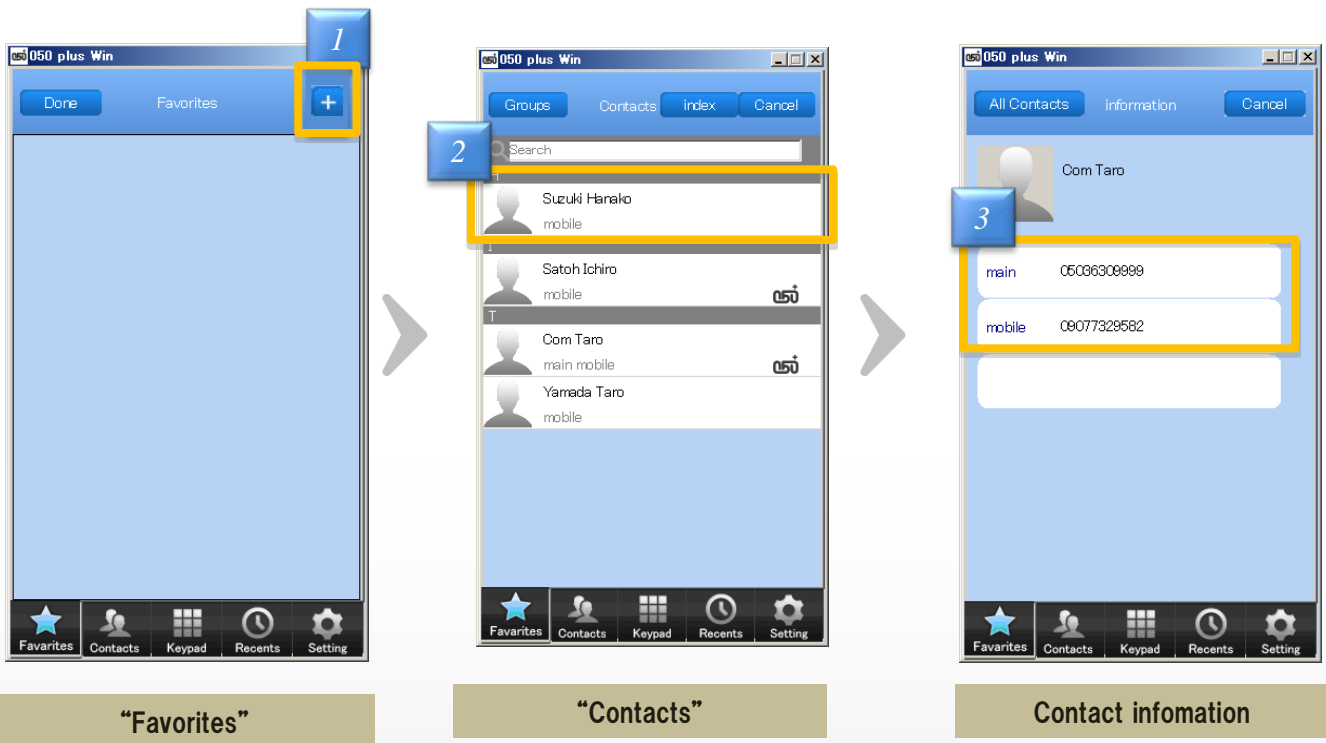 1
050 plus Win
Done Favorites +
Favarites Contacts Keypad Recents Setting
“Favorites”
050 plus Win
Groups Contacts index Cancel
2
Search
H
Suzuki Hanako
mobile
I
Satoh Ichiro
mobile 050
T
Com Taro
main mobile 050
Yamada Taro
mobile
Favarites Contacts Keypad Recents Setting
“Contacts”
050 plus Win
All Contacts information Cancel
Com Taro
3
main 05036309999
mobile 09077329582
Favarites Contacts Keypad Recents Setting
Contact infomation